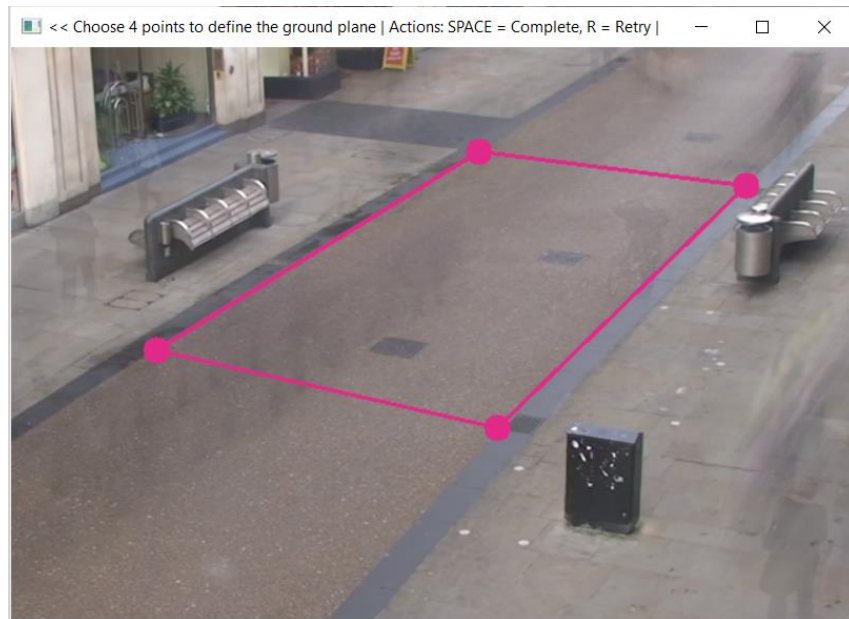 << Choose 4 points to define the ground plane | Actions: SPACE = Complete, R = Retry |